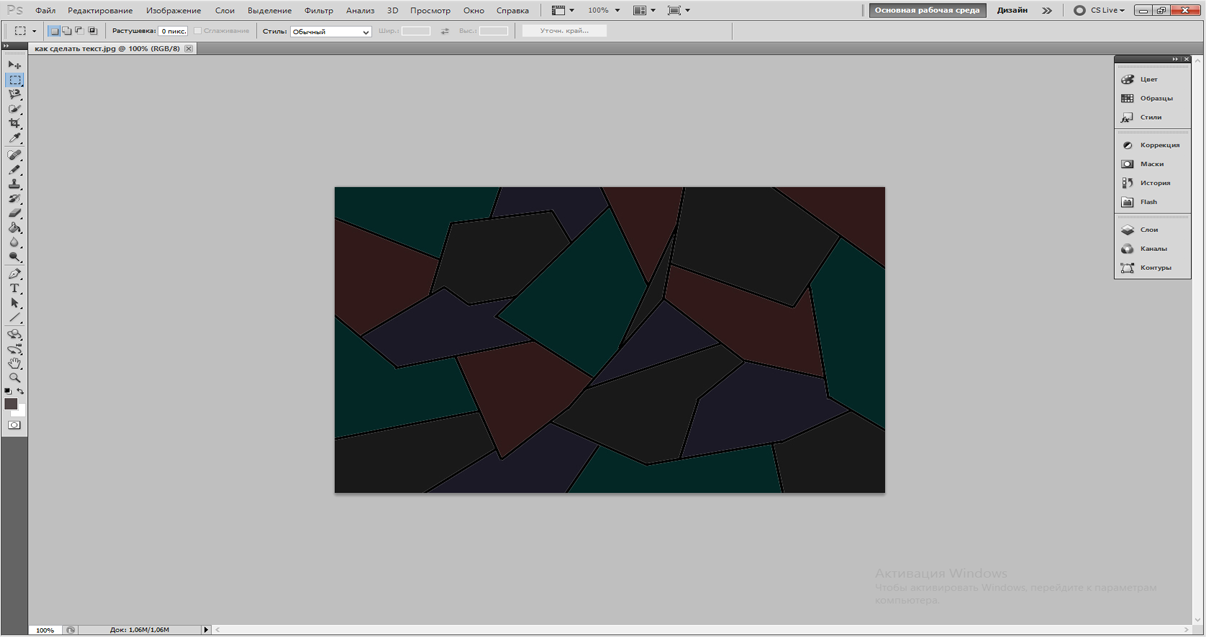 Ps Файл Редактирование Изображение Слои Выделение Фильтр Анализ 3D Просмотр Окно Справка 100% Основная рабочая среда Дизайн CS Live
Растушевка: 0 пикс. Сглаживание Стиль: Обычный Шир.: Выс.: Уточн. край...
как сделать текст.jpg @ 100% (RGB/8)
Цвет
Образцы
Стили
Коррекция
Маски
История
Flash
Слои
Каналы
Контуры
Активация Windows
Чтобы активировать Windows, перейдите к параметрам
компьютера.
100% Док: 1,06M/1,06M